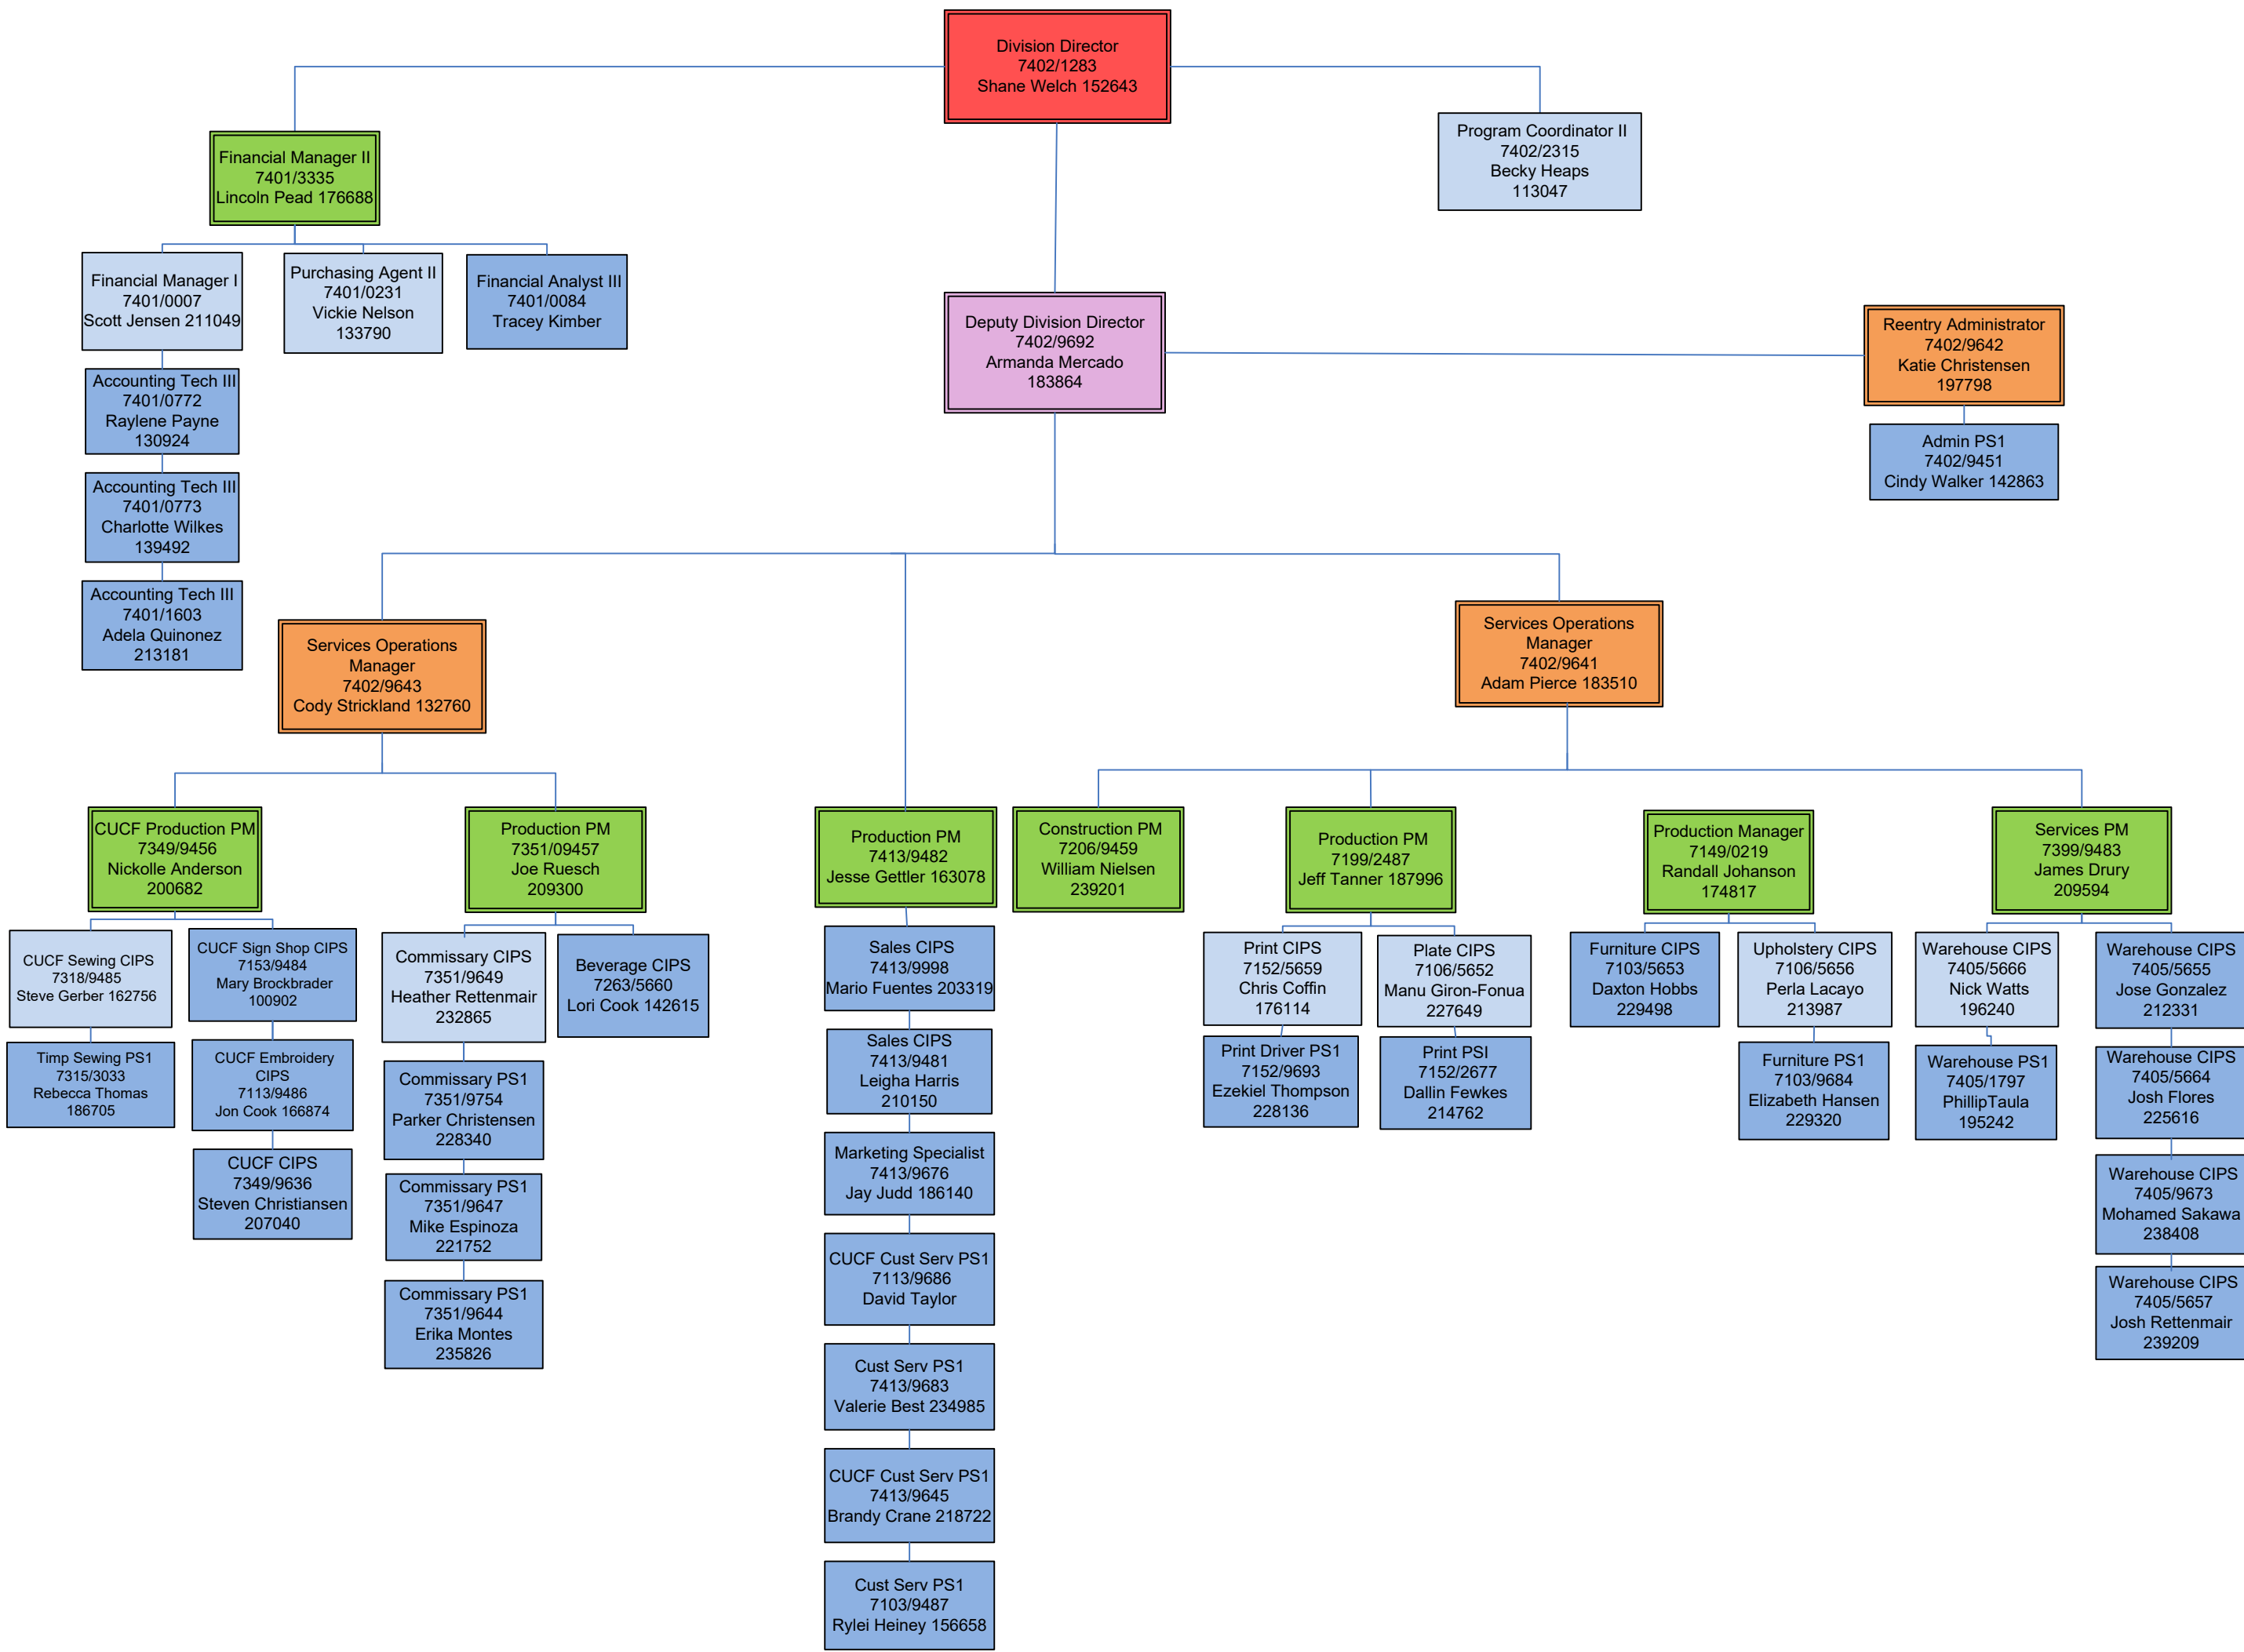 Division Director
7402/1283
Shane Welch 152643
Program Coordinator II
7402/2315
Becky Heaps
113047
Financial Manager II
7401/3335
Lincoln Pead 176688
Financial Manager I
7401/0007
Scott Jensen 211049
Purchasing Agent II
7401/0231
Vickie Nelson
133790
Financial Analyst III
7401/0084
Tracey Kimber
Accounting Tech III
7401/0772
Raylene Payne
130924
Accounting Tech III
7401/0773
Charlotte Wilkes
139492
Accounting Tech III
7401/1603
Adela Quinonez
213181
Deputy Division Director
7402/9692
Armanda Mercado
183864
Reentry Administrator
7402/9642
Katie Christensen
197798
Admin PS1
7402/9451
Cindy Walker 142863
Services Operations
Manager
7402/9643
Cody Strickland 132760
Services Operations
Manager
7402/9641
Adam Pierce 183510
CUCF Production PM
7349/9456
Nickolle Anderson
200682
Production PM
7351/09457
Joe Ruesch
209300
Production PM
7413/9482
Jesse Gettler 163078
Construction PM
7206/9459
William Nielsen
239201
Production PM
7199/2487
Jeff Tanner 187996
Production Manager
7149/0219
Randall Johanson
174817
Services PM
7399/9483
James Drury
209594
CUCF Sewing CIPS
7318/9485
Steve Gerber 162756
Timp Sewing PS1
7315/3033
Rebecca Thomas
186705
CUCF Sign Shop CIPS
7153/9484
Mary Brockbrader
100902
CUCF Embroidery
CIPS
7113/9486
Jon Cook 166874
CUCF CIPS
7349/9636
Steven Christiansen
207040
Commissary CIPS
7351/9649
Heather Rettenmair
232865
Commissary PS1
7351/9754
Parker Christensen
228340
Commissary PS1
7351/9647
Mike Espinoza
221752
Commissary PS1
7351/9644
Erika Montes
235826
Beverage CIPS
7263/5660
Lori Cook 142615
Sales CIPS
7413/9998
Mario Fuentes 203319
Sales CIPS
7413/9481
Leigha Harris
210150
Marketing Specialist
7413/9676
Jay Judd 186140
CUCF Cust Serv PS1
7113/9686
David Taylor
Cust Serv PS1
7413/9683
Valerie Best 234985
CUCF Cust Serv PS1
7413/9645
Brandy Crane 218722
Cust Serv PS1
7103/9487
Rylei Heiney 156658
Print CIPS
7152/5659
Chris Coffin
176114
Print Driver PS1
7152/9693
Ezekiel Thompson
228136
Plate CIPS
7106/5652
Manu Giron-Fonua
227649
Print PSI
7152/2677
Dallin Fewkes
214762
Furniture CIPS
7103/5653
Daxton Hobbs
229498
Upholstery CIPS
7106/5656
Perla Lacayo
213987
Furniture PS1
7103/9684
Elizabeth Hansen
229320
Warehouse CIPS
7405/5666
Nick Watts
196240
Warehouse PS1
7405/1797
PhillipTaula
195242
Warehouse CIPS
7405/5655
Jose Gonzalez
212331
Warehouse CIPS
7405/5664
Josh Flores
225616
Warehouse CIPS
7405/9673
Mohamed Sakawa
238408
Warehouse CIPS
7405/5657
Josh Rettenmair
239209